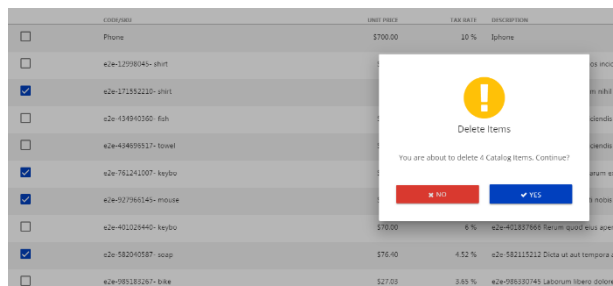 CODE/SKU UNIT PRICE TAX RATE DESCRIPTION
Phone $700.00 10 % Iphone
e2e-12998045- shirt
e2e-171552210- shirt nihil
e2e-434940360- fish
e2e-434696517- towel
Delete Items
You are about to delete 4 Catalog Items. Continue?
e2e-761241007- keybo
e2e-927966145- mouse nobis
NO YES
e2e-401026440- keybo $70.00 6 % e2e-401837668 Rerum quod eius aper
e2e-582040587- soap $76.40 4.52 % e2e-582115212 Dicta ut aut tempora
e2e-985183267- bike $27.03 3.65 % e2e-986330745 Laborum libero dolore